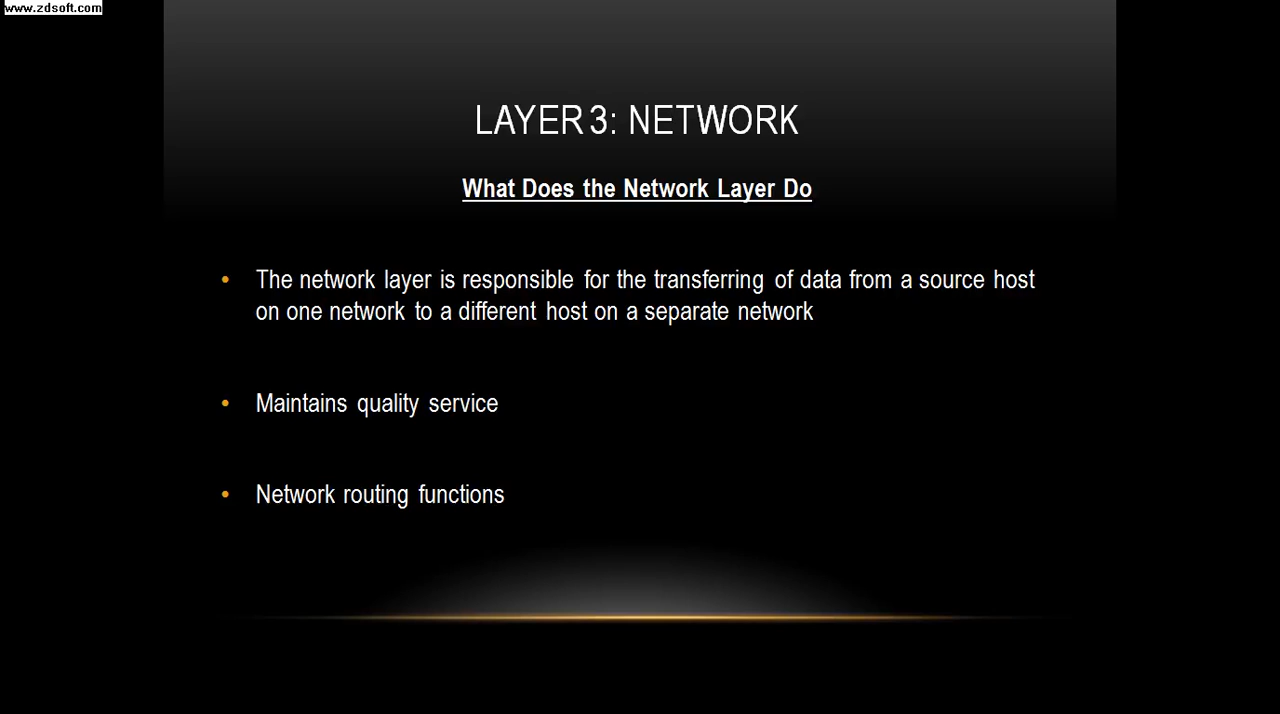 www.zdsoft.com
LAYER 3: NETWORK
What Does the Network Layer Do
• The network layer is responsible for the transferring of data from a source host
on one network to a different host on a separate network
• Maintains quality service
• Network routing functions